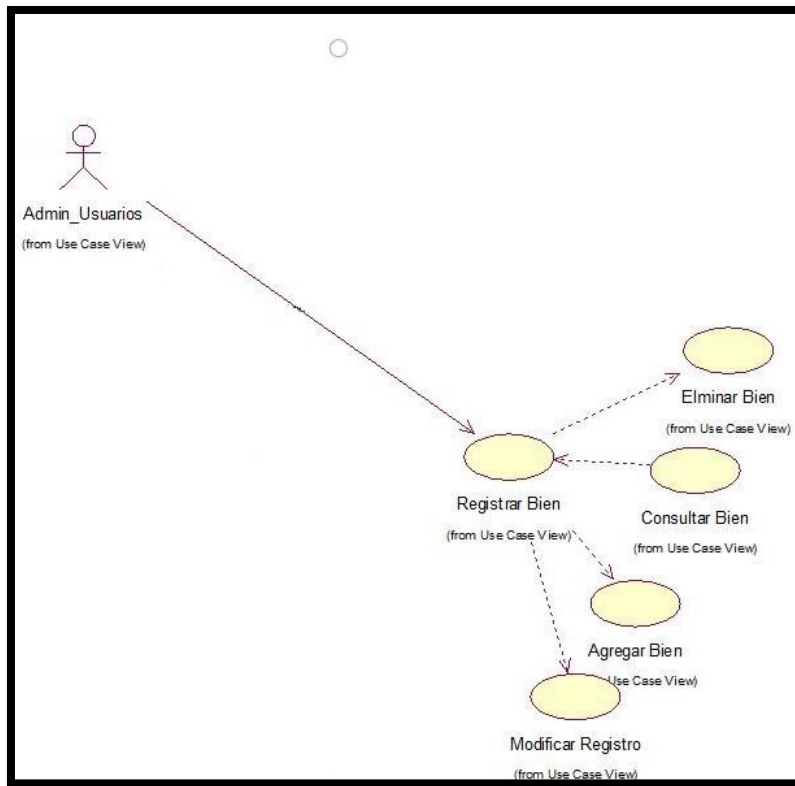 Admin_Usuarios
(from Use Case View)
Elminar Bien
(from Use Case View)
Registrar Bien
(from Use Case View)
Consultar Bien
(from Use Case View)
Agregar Bien
Use Case View)
Modificar Registro
(from Use Case View)